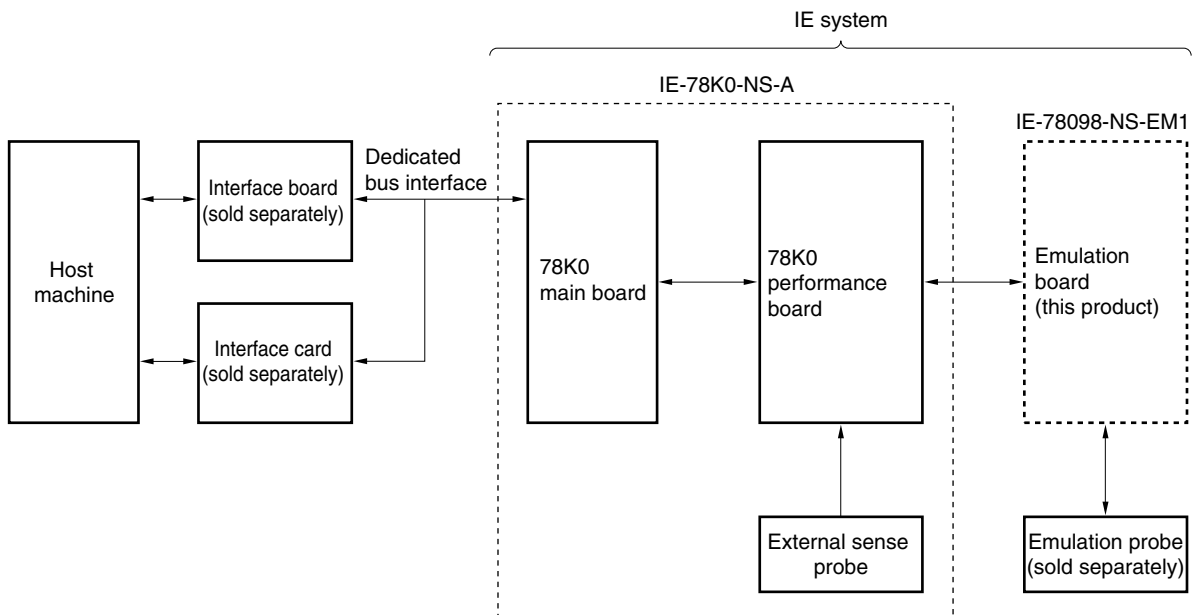 IE system
IE-78K0-NS-A
IE-78098-NS-EM1
Host
machine
Interface board
(sold separately)
Interface card
(sold separately)
Dedicated
bus interface
78K0
main board
78K0
performance
board
Emulation
board
(this product)
External sense
probe
Emulation probe
(sold separately)